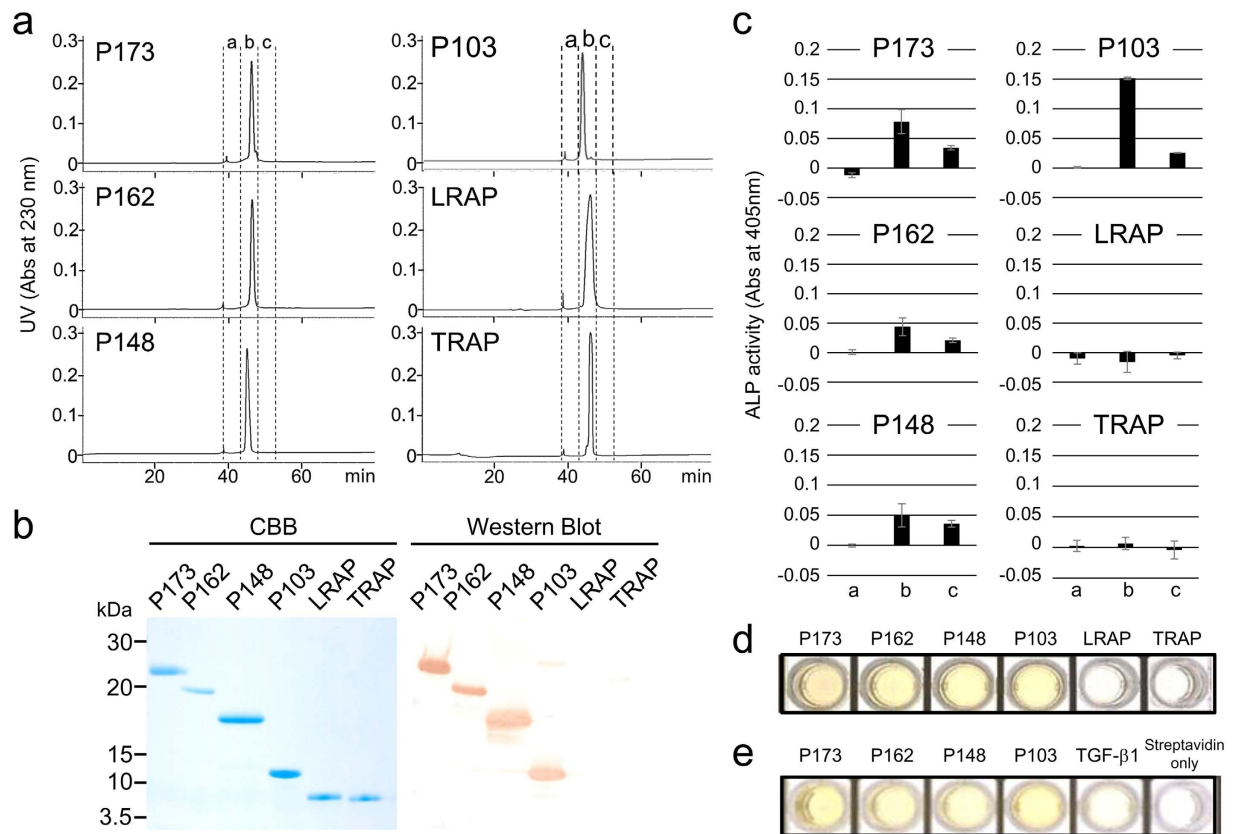 a
P173
a b c
0.3
0.2
0.1
0
P103
a b c
0.3
0.2
0.1
0
UV (Abs at 230 nm)
P162
0.3
0.2
0.1
0
LRAP
0.3
0.2
0.1
0
P148
0.3
0.2
0.1
0
20 40 60 min
TRAP
0.3
0.2
0.1
0
20 40 60 min
b
CBB
Western Blot
P173 P162 P148 P103 LRAP TRAP
P173 P162 P148 P103 LRAP TRAP
kDa
30
20
15
10
3.5
c
ALP activity (Abs at 405nm)
P173
0.2
0.15
0.1
0.05
0
-0.05
P103
0.2
0.15
0.1
0.05
0
-0.05
P162
0.2
0.15
0.1
0.05
0
-0.05
LRAP
0.2
0.15
0.1
0.05
0
-0.05
P148
0.2
0.15
0.1
0.05
0
-0.05
a b c
TRAP
0.2
0.15
0.1
0.05
0
-0.05
a b c
d
P173 P162 P148 P103 LRAP TRAP
e
P173 P162 P148 P103 TGF-β1 Streptavidin
only